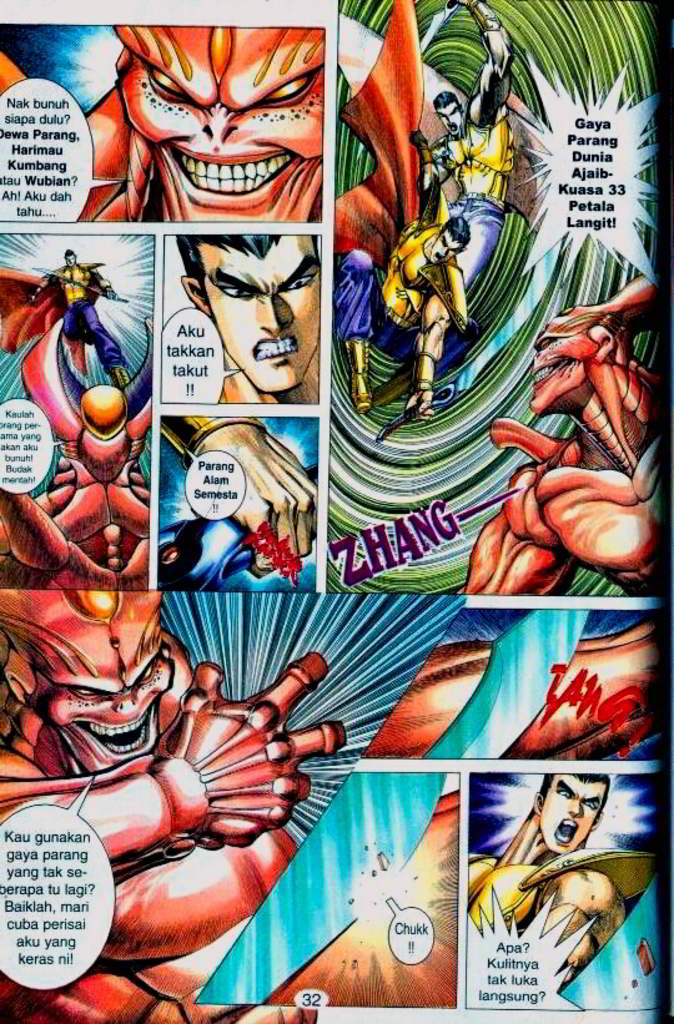 Nak bunuh
siapa dulu?
Dewa Parang,
Harimau
Kumbang
atau Wubian?
Ah! Aku dah
tahu....
Gaya
Parang
Dunia
Ajaib-
Kuasa 33
Petala
Langit!
Aku
takkan
takut
!!
Kaulah
orang per-
tama yang
akan aku
bunuh!
Budak
mentah!
Parang
Alam
Semesta
!!
ZHANG
TANG
Kau gunakan
gaya parang
yang tak se-
berapa tu lagi?
Baiklah, mari
cuba perisai
aku yang
keras ni!
Chukk
!!
Apa?
Kulitnya
tak luka
langsung?
32